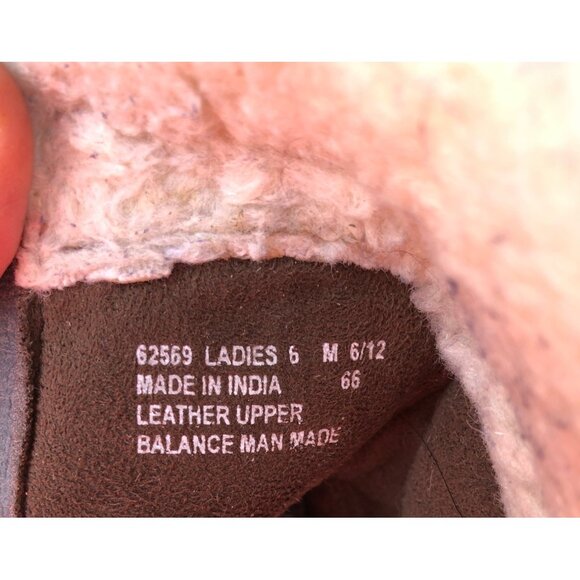 62569 LADIES 6 M 6/12
MADE IN INDIA 66
LEATHER UPPER
BALANCE MAN MADE